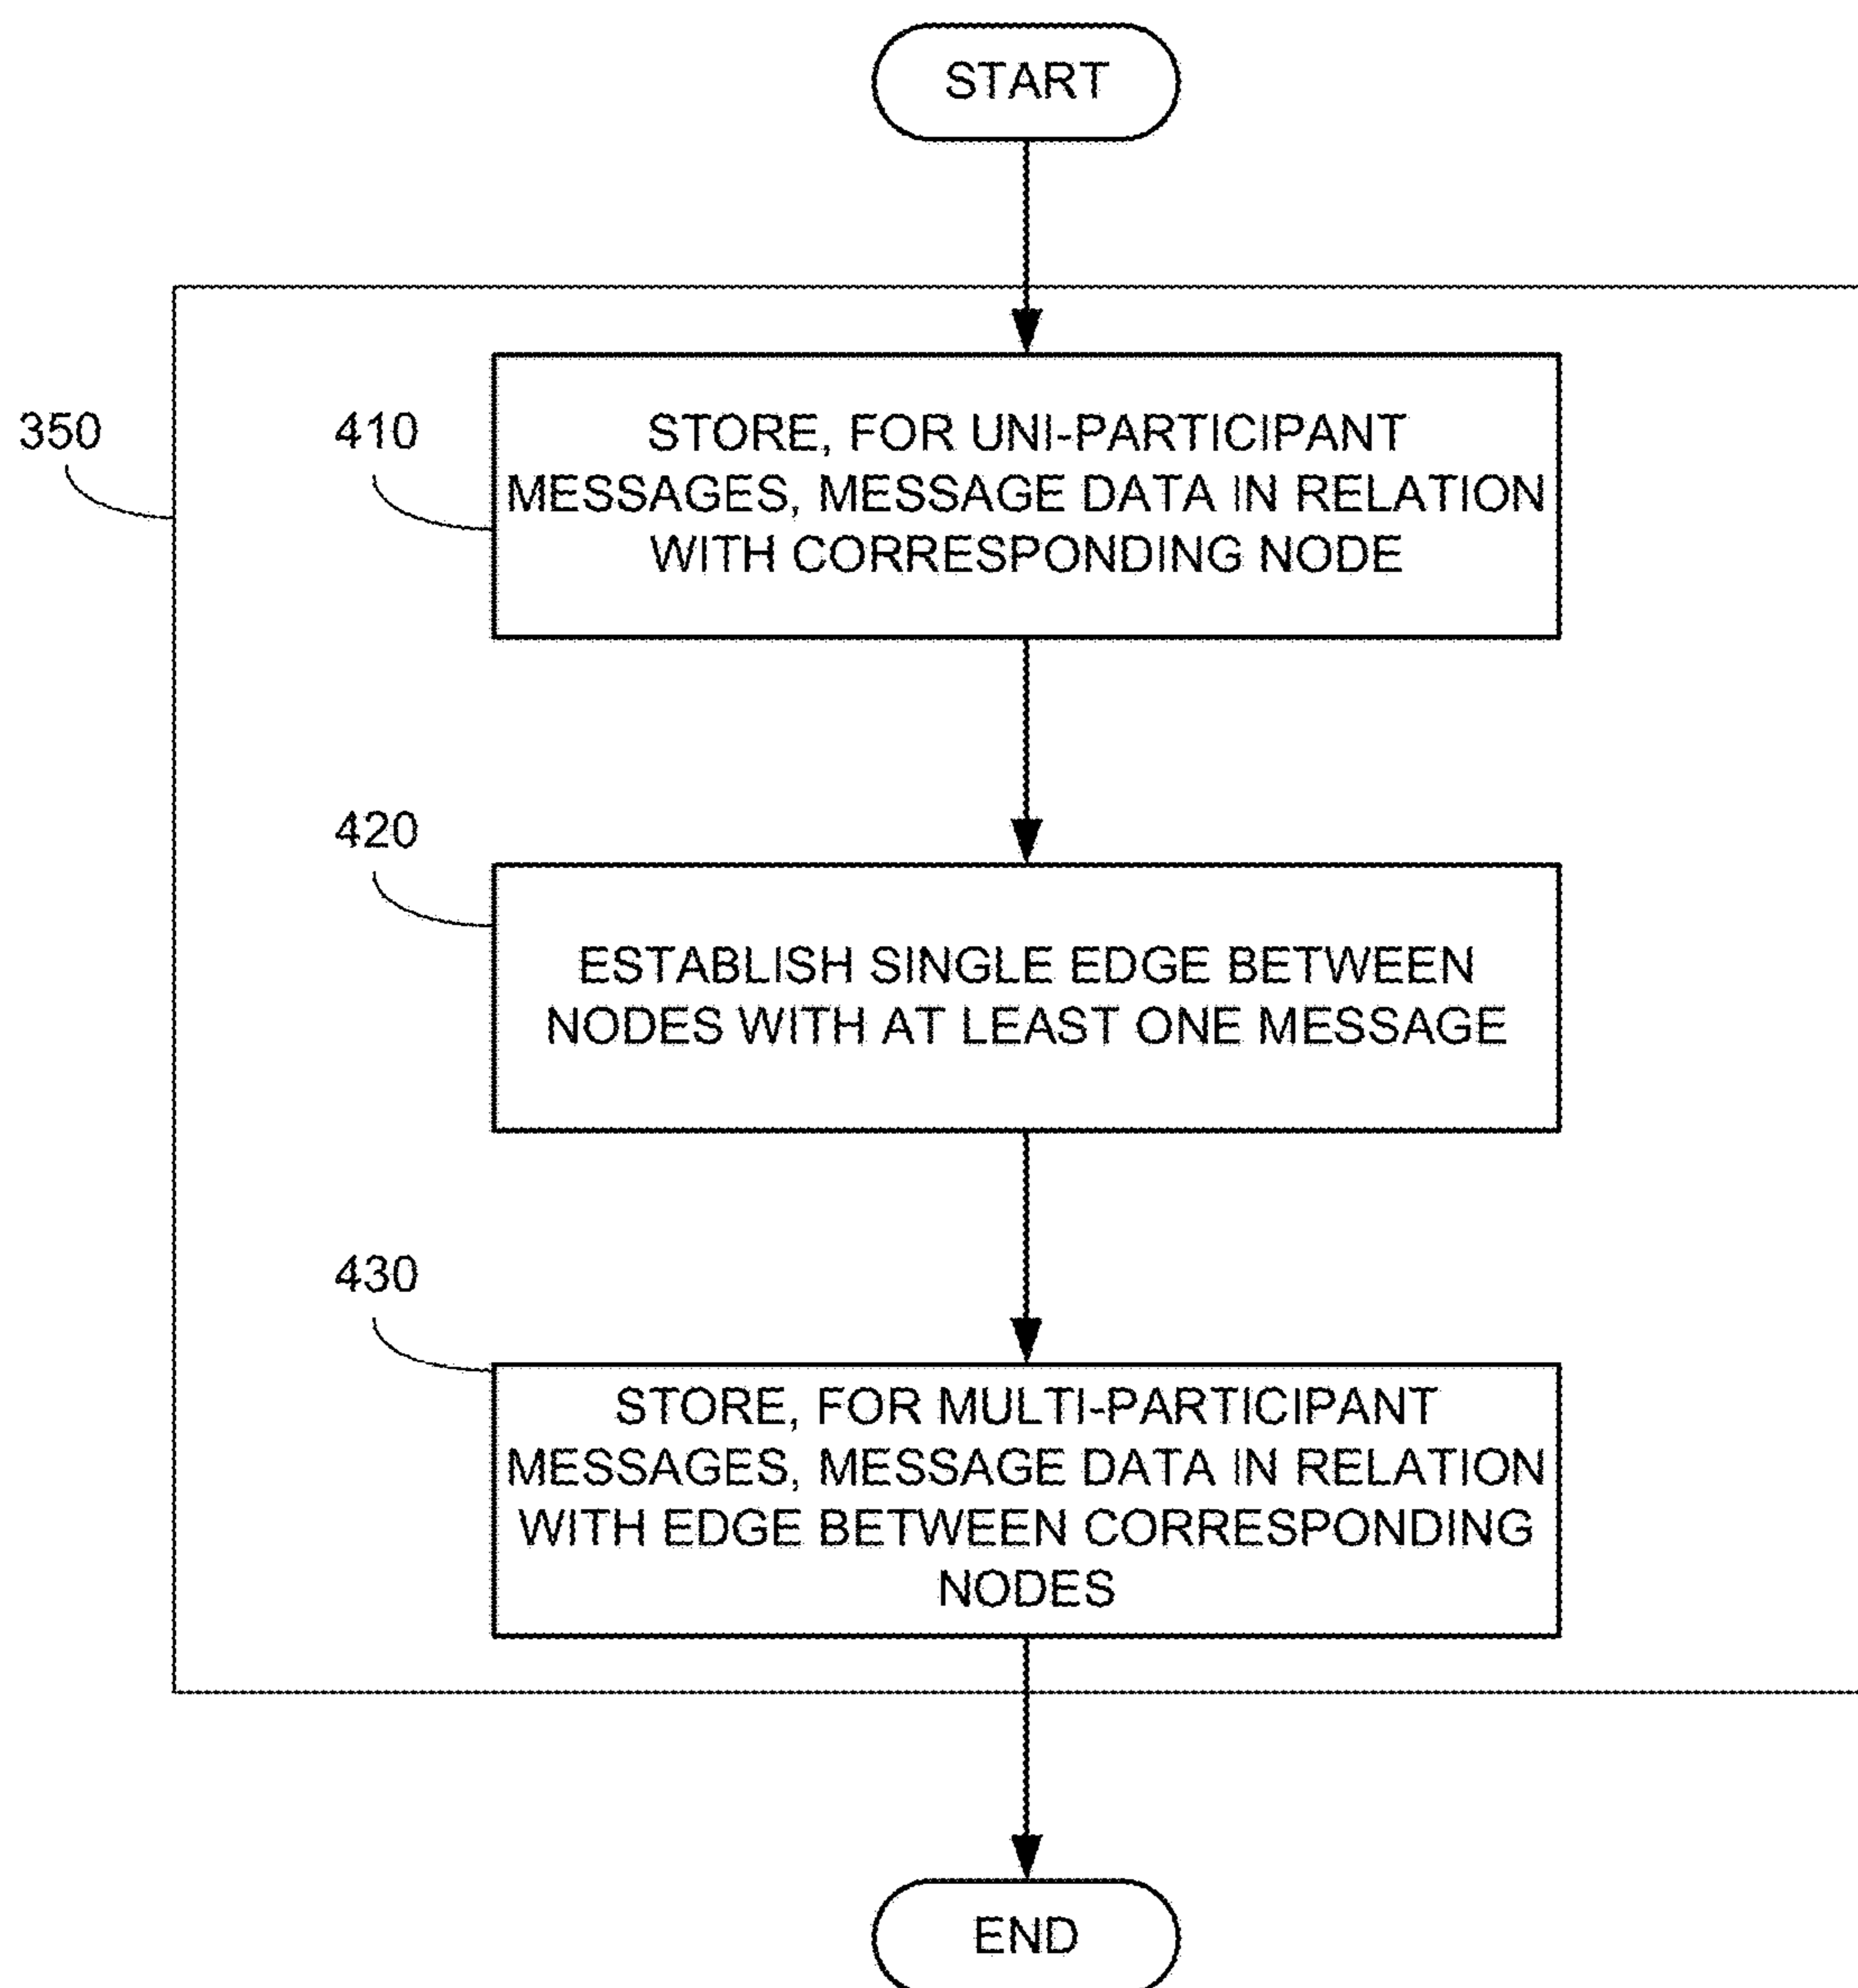 START
350
410
STORE, FOR UNI-PARTICIPANT
MESSAGES, MESSAGE DATA IN RELATION
WITH CORRESPONDING NODE
420
ESTABLISH SINGLE EDGE BETWEEN
NODES WITH AT LEAST ONE MESSAGE
430
STORE, FOR MULTI-PARTICIPANT
MESSAGES, MESSAGE DATA IN RELATION
WITH EDGE BETWEEN CORRESPONDING
NODES
END